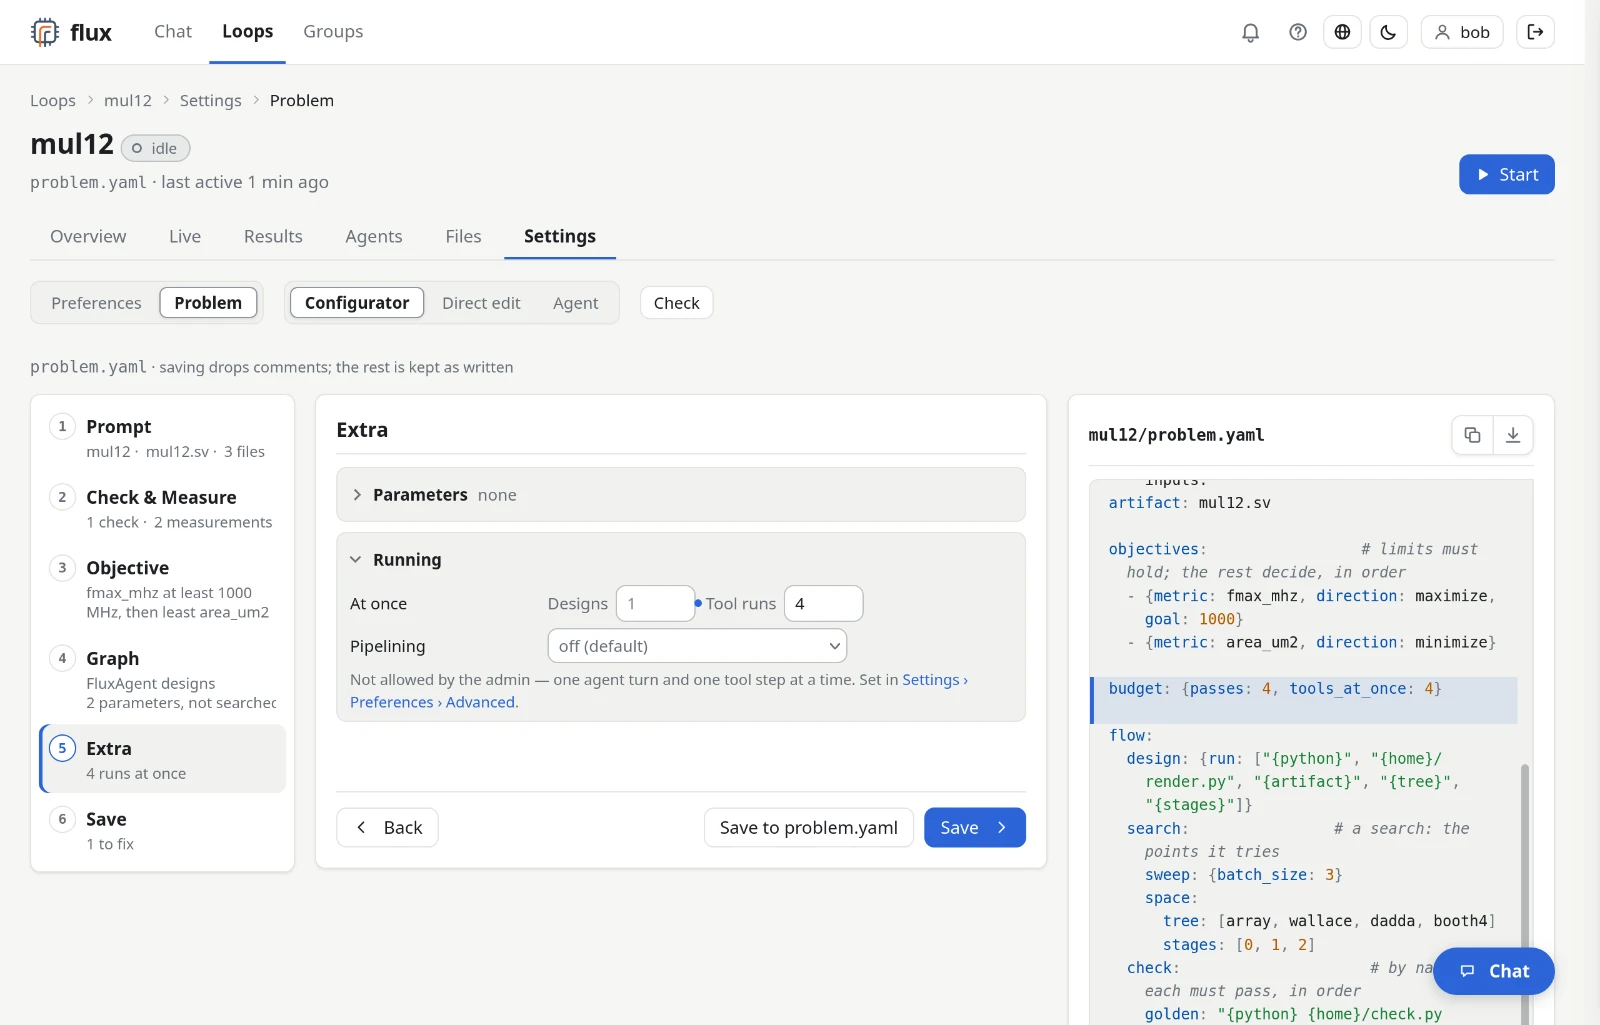 flux
Chat
Loops
Groups
bob
Loops › mul12 › Settings › Problem
mul12
idle
problem.yaml · last active 1 min ago
Start
Overview
Live
Results
Agents
Files
Settings
Preferences
Problem
Configurator
Direct edit
Agent
Check
problem.yaml · saving drops comments; the rest is kept as written
1
Prompt
mul12 · mul12.sv · 3 files
2
Check & Measure
1 check · 2 measurements
3
Objective
fmax_mhz at least 1000
MHz, then least area_um2
4
Graph
FluxAgent designs
2 parameters, not searched
5
Extra
4 runs at once
6
Save
1 to fix
Extra
Parameters none
Running
At once
Designs 1
Tool runs 4
Pipelining
off (default)
Not allowed by the admin — one agent turn and one tool step at a time. Set in Settings ›
Preferences › Advanced.
Back
Save to problem.yaml
Save
mul12/problem.yaml
inputs:
artifact: mul12.sv
objectives: # limits must
hold; the rest decide, in order
- {metric: fmax_mhz, direction: maximize,
goal: 1000}
- {metric: area_um2, direction: minimize}
budget: {passes: 4, tools_at_once: 4}
flow:
design: {run: ["{python}", "{home}/
render.py", "{artifact}", "{tree}",
"{stages}"]}
search: # a search: the
points it tries
sweep: {batch_size: 3}
space:
tree: [array, wallace, dadda, booth4]
stages: [0, 1, 2]
check: # by na
each must pass, in order
golden: "{python} {home}/check.py
Chat